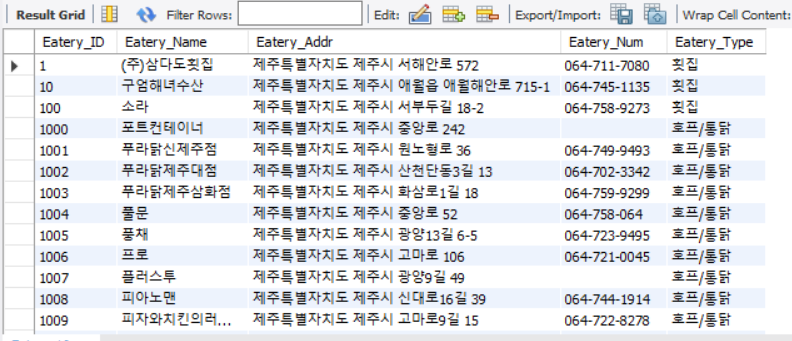 Result Grid Filter Rows: Edit: Export/Import: Wrap Cell Content:
Eatery_ID Eatery_Name Eatery_Addr Eatery_Num Eatery_Type
1 (주)삼다도횟집 제주특별자치도 제주시 서해안로 572 064-711-7080 횟집
10 구엄해녀수산 제주특별자치도 제주시 애월읍 애월해안로 715-1 064-745-1135 횟집
100 소라 제주특별자치도 제주시 서부두길 18-2 064-758-9273 횟집
1000 포트컨테이너 제주특별자치도 제주시 중앙로 242 호프/통닭
1001 푸라닭신제주점 제주특별자치도 제주시 원노형로 36 064-749-9493 호프/통닭
1002 푸라닭제주대점 제주특별자치도 제주시 산천단동3길 13 064-702-3342 호프/통닭
1003 푸라닭제주삼화점 제주특별자치도 제주시 화삼로1길 18 064-759-9299 호프/통닭
1004 제주특별자치도 제주시 중앙로 52 064-758-064 호프/통닭
1005 풍채 제주특별자치도 제주시 광양13길 6-5 064-723-9495 호프/통닭
1006 프로 제주특별자치도 제주시 고마로 106 064-721-0045 호프/통닭
1007 플러스투 제주특별자치도 제주시 광양9길 49 호프/통닭
1008 피아노맨 제주특별자치도 제주시 신대로16길 39 064-744-1914 호프/통닭
1009 피자와치킨의러... 제주특별자치도 제주시 고마로9길 15 064-722-8278 호프/통닭